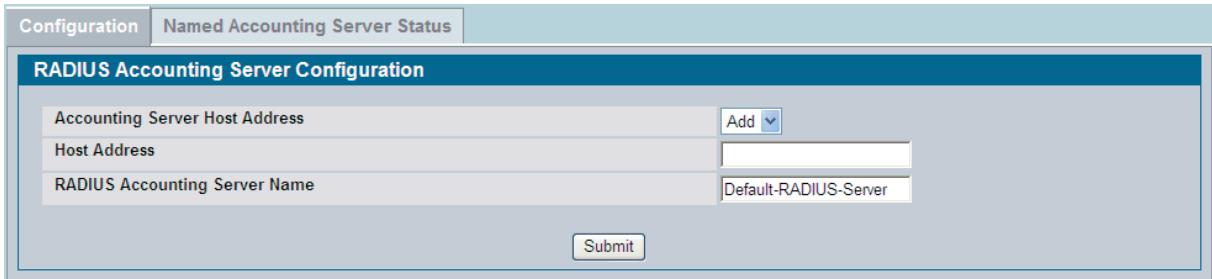 Configuration Named Accounting Server Status
RADIUS Accounting Server Configuration
Accounting Server Host Address Add
Host Address
RADIUS Accounting Server Name Default-RADIUS-Server
Submit